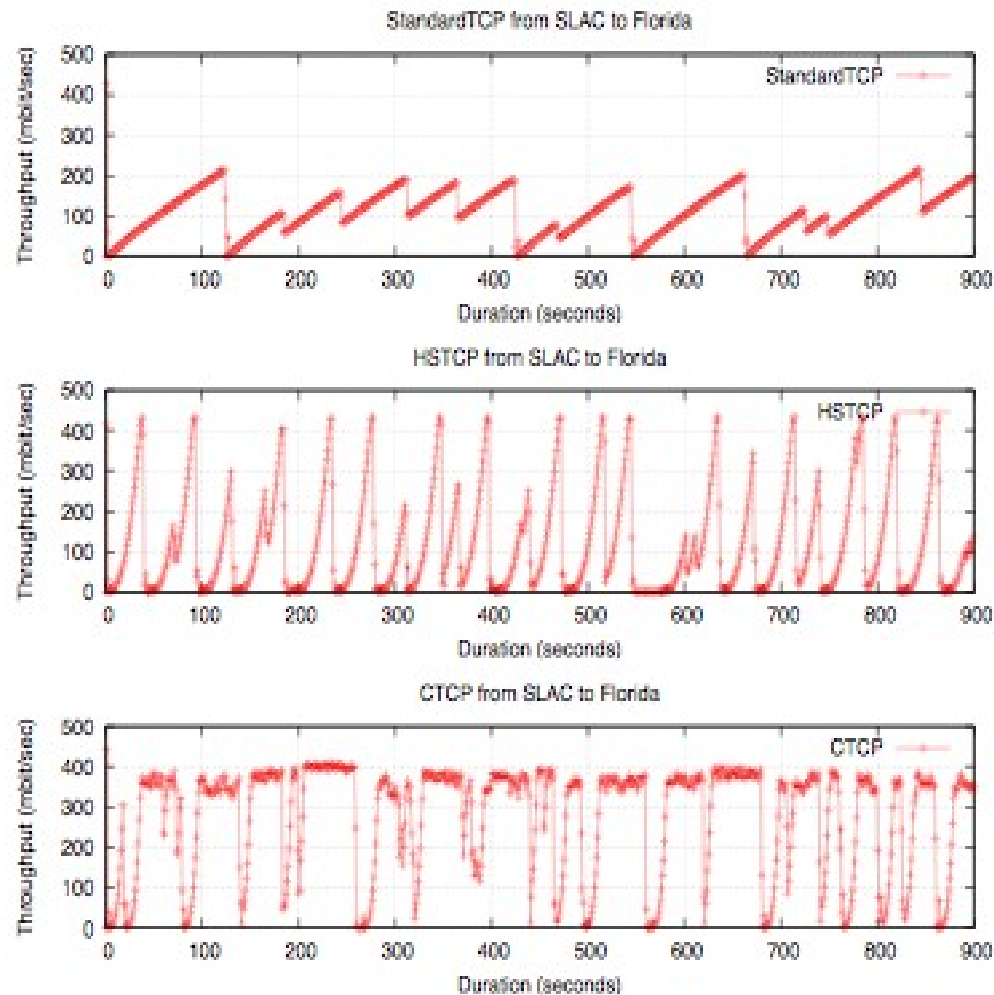 StandardTCP from SLAC to Florida
Throughput (mbit/sec)
500
400
300
200
100
0
StandardTCP
0 100 200 300 400 500 600 700 800 900
Duration (seconds)
HSTCP from SLAC to Florida
Throughput (mbit/sec)
500
400
300
200
100
0
HSTCP
0 100 200 300 400 500 600 700 800 900
Duration (seconds)
CTCP from SLAC to Florida
Throughput (mbit/sec)
500
400
300
200
100
0
CTCP
0 100 200 300 400 500 600 700 800 900
Duration (seconds)